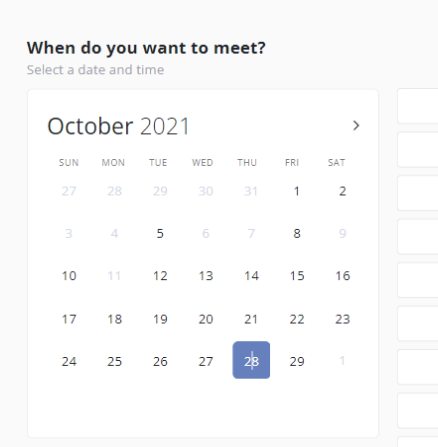 When do you want to meet?
Select a date and time
October 2021 >
SUN MON TUE WED THU FRI SAT
27 28 29 30 31 1 2
3 4 5 6 7 8 9
10 11 12 13 14 15 16
17 18 19 20 21 22 23
24 25 26 27 28 29 1